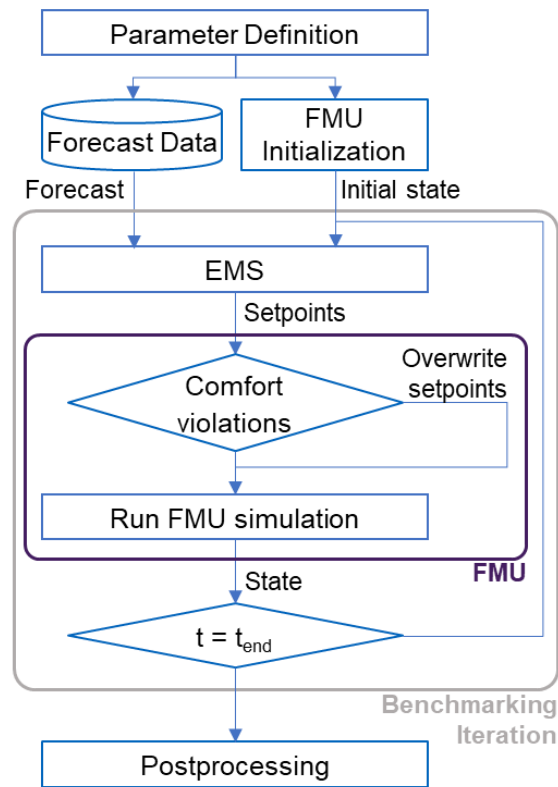 Parameter Definition
Forecast Data
FMU
Initialization
Forecast
Initial state
EMS
Setpoints
Overwrite
setpoints
Comfort
violations
Run FMU simulation
FMU
State
t = tend
Benchmarking
Iteration
Postprocessing